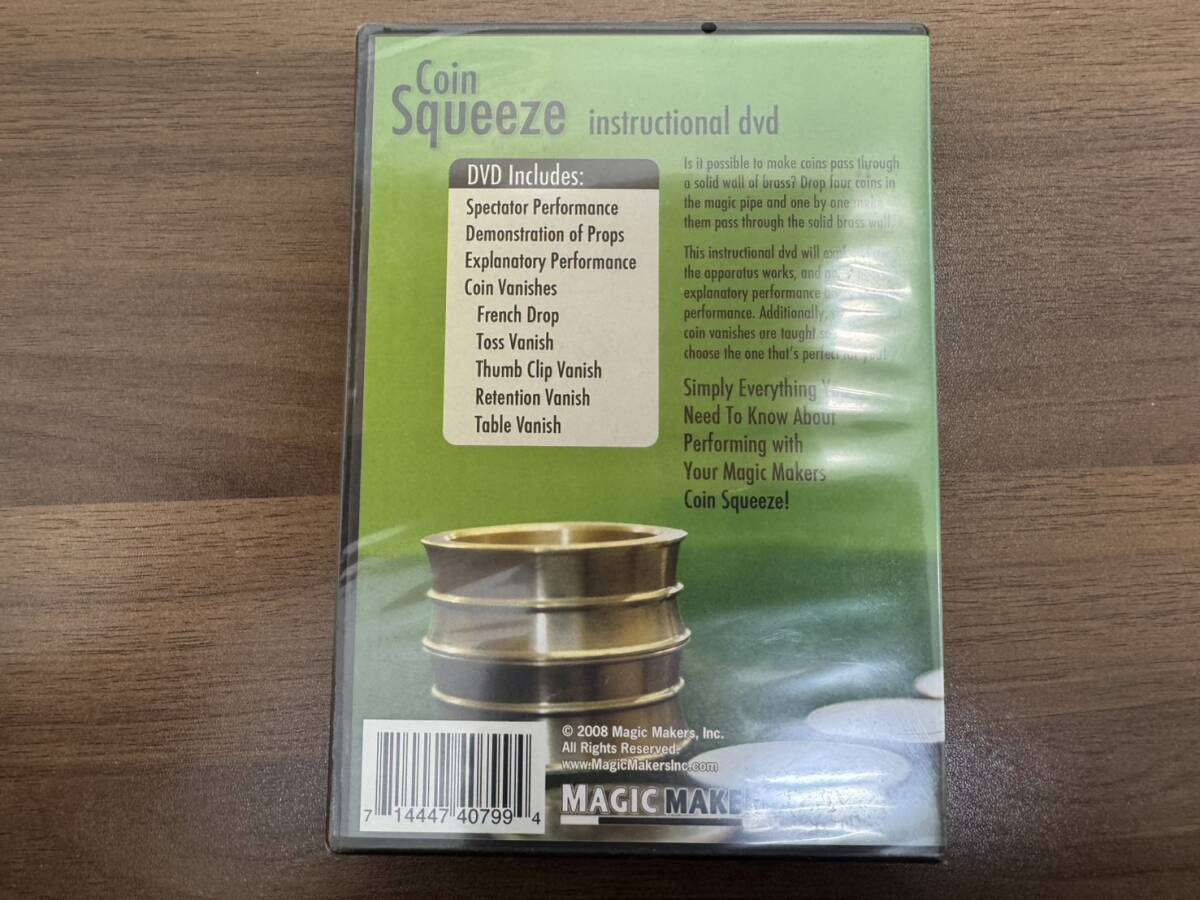 Coin
Squeeze instructional dvd
DVD Includes:
Spectator Performance
Demonstration of Props
Explanatory Performance
Coin Vanishes
French Drop
Toss Vanish
Thumb Clip Vanish
Retention Vanish
Table Vanish
Is it possible to make coins pass through
a solid wall of brass? Drop four coins in
the magic pipe and one by one make
them pass through the solid brass wall.
This instructional dvd will
the apparatus works, and
explanatory performance
performance. Additionally,
coin vanishes are taught
choose the one that's perfect for you!
Simply Everything
Need To Know About
Performing with
Your Magic Makers
Coin Squeeze!
© 2008 Magic Makers, Inc.
All Rights Reserved.
www.MagicMakersInc.com
MAGIC
7 14447 40799 4